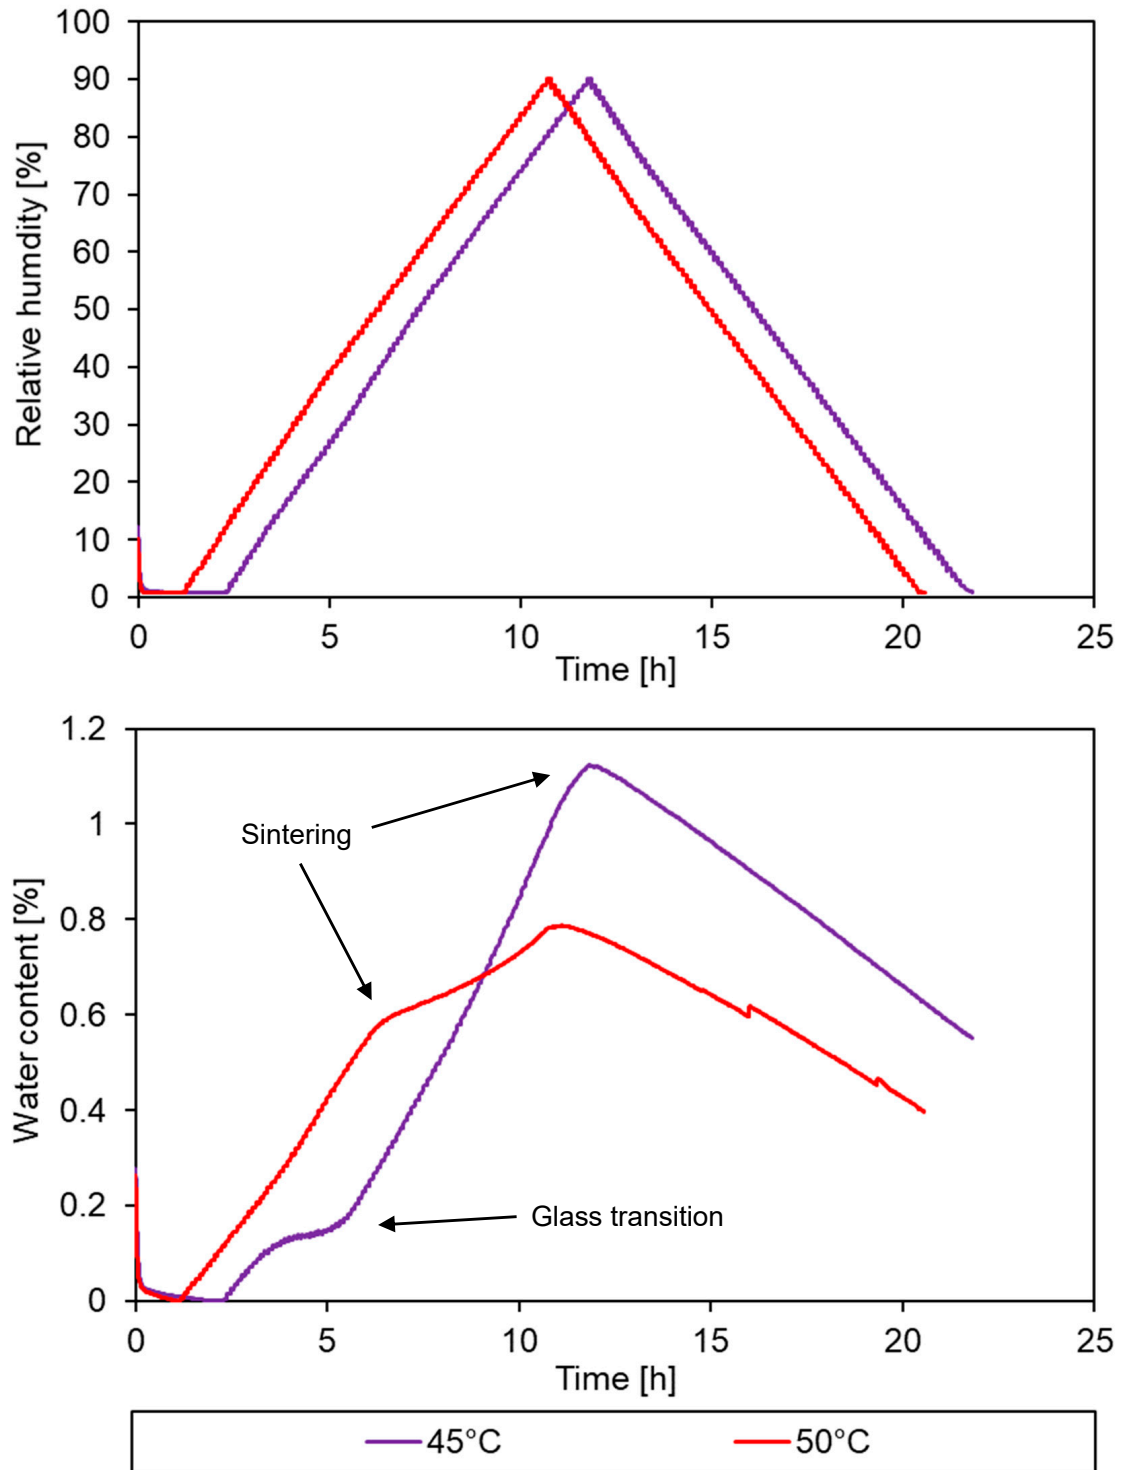 100
90
80
70
60
50
40
30
20
10
0
Relative humdity [%]
0 5 10 15 20 25
Time [h]
1.2
1
0.8
0.6
0.4
0.2
0
Water content [%]
Sintering
Glass transition
0 5 10 15 20 25
Time [h]
45°C 50°C